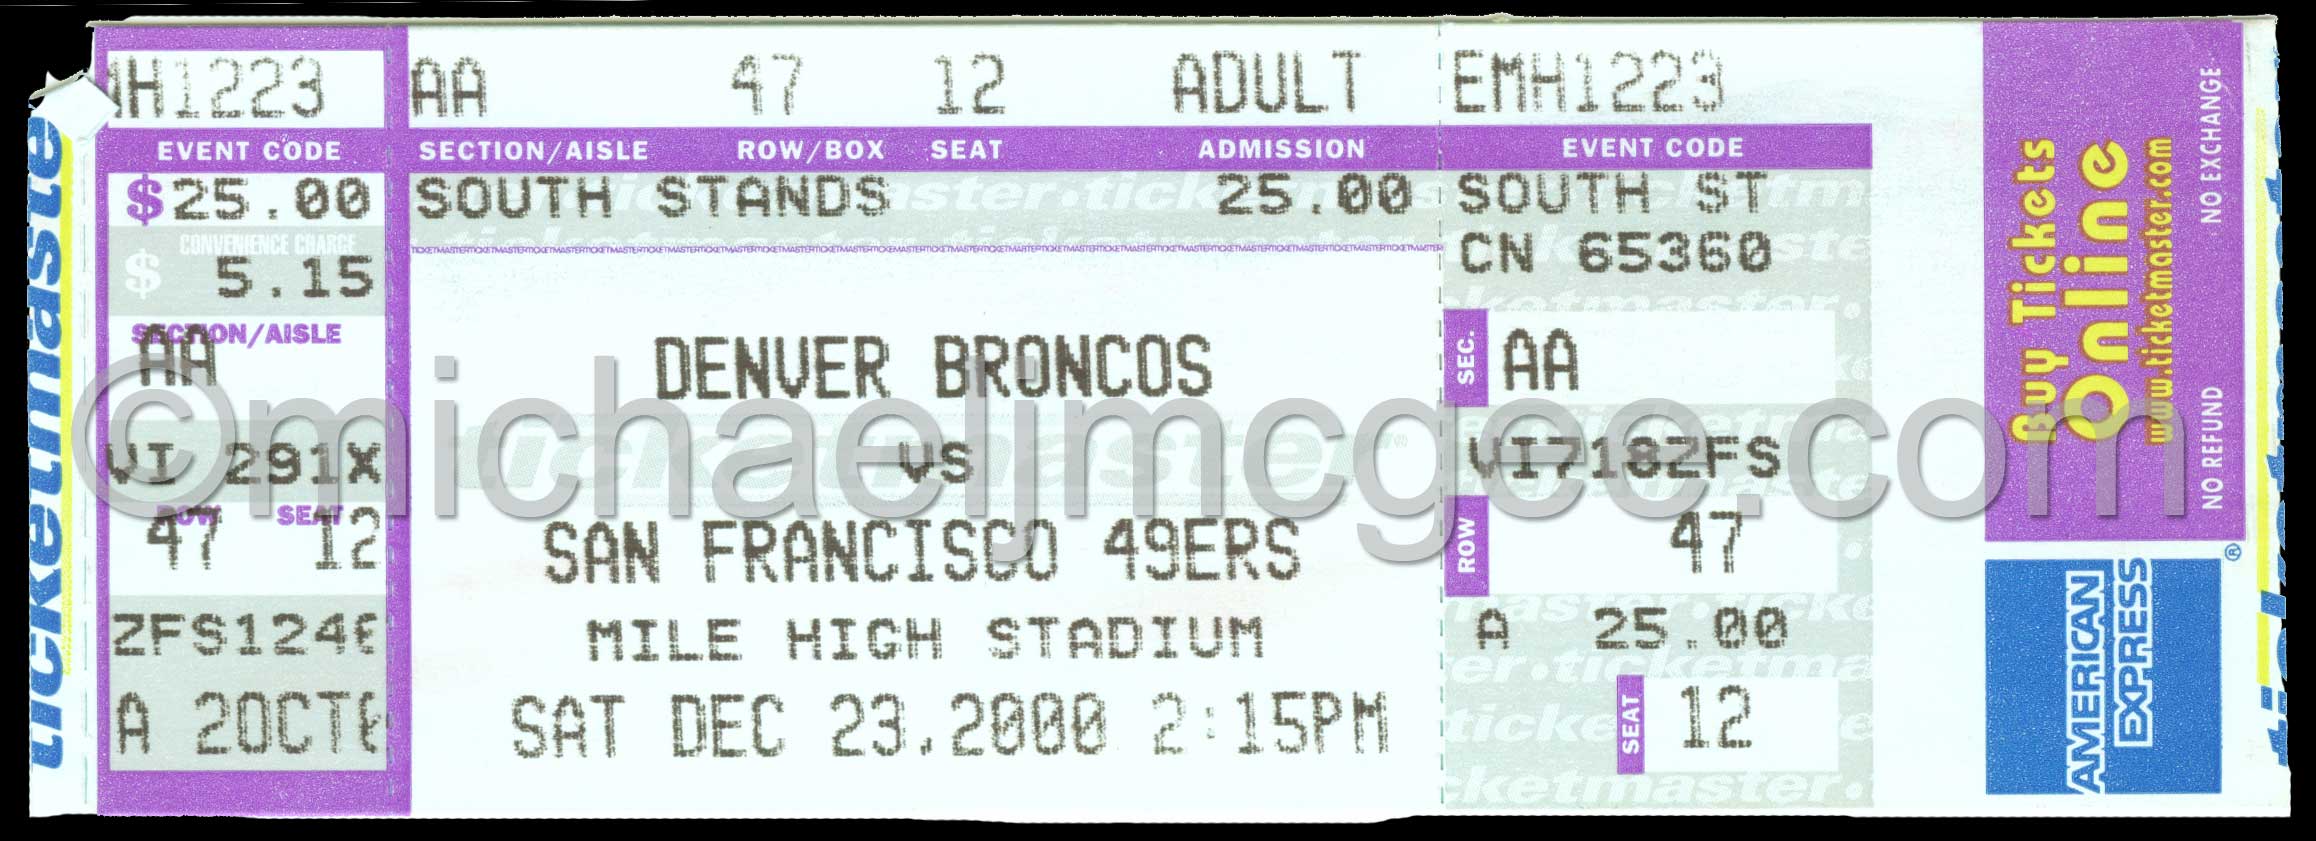 MH1223 AA 47 12 ADULT EMH1223
EVENT CODE SECTION/AISLE ROW/BOX SEAT ADMISSION EVENT CODE
$25.00 SOUTH STANDS 25.00 SOUTH ST
CONVENIENCE CHARGE
$ 5.15
CN 65360
SECTION/AISLE
AA
DENVER BRONCOS
SEC. AA
©michaeljmcgee.com
VI 291X
VS
VI718ZFS
ROW SEAT
47 12
SAN FRANCISCO 49ERS
ROW 47
ZFS1246
MILE HIGH STADIUM
A 25.00
A 20CT6
SAT DEC 23,2000 2:15PM
SEAT 12
ticketmaster
Buy Tickets
Online
www.ticketmaster.com
NO REFUND · NO EXCHANGE
AMERICAN
EXPRESS
®